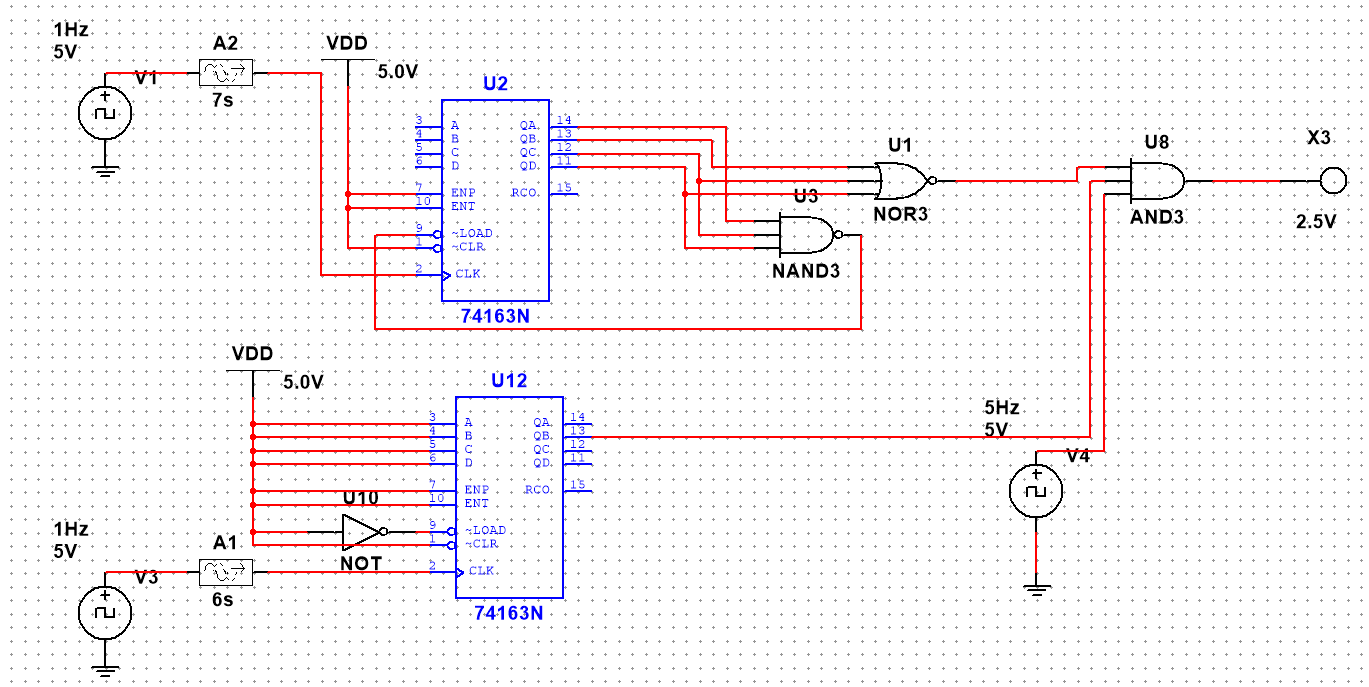 1Hz
5V
V1
A2
7s
VDD
5.0V
U2
3 A QA 14
4 B QB 13
5 C QC 12
6 D QD 11
7 ENP RCO 15
10 ENT
9 ~LOAD
1 ~CLR
2 CLK
74163N
U1
NOR3
U3
NAND3
U8
AND3
X3
2.5V
VDD
5.0V
U12
3 A QA 14
4 B QB 13
5 C QC 12
6 D QD 11
7 ENP RCO 15
10 ENT
9 ~LOAD
1 ~CLR
2 CLK
74163N
U10
NOT
1Hz
5V
V3
A1
6s
5Hz
5V
V4